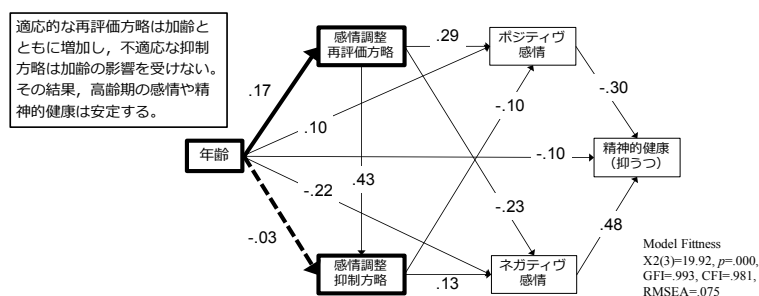 適応的な再評価方略は加齢と
ともに増加し，不適応な抑制
方略は加齢の影響を受けない。
その結果，高齢期の感情や精
神的健康は安定する。
感情調整
再評価方略
.29
ポジティヴ
感情
.17
.10
-.10
-.30
年齢
-.10
精神的健康
（抑うつ）
.43
-.22
-.23
.48
-.03
感情調整
抑制方略
.13
ネガティヴ
感情
Model Fittness
X2(3)=19.92, p=.000,
GFI=.993, CFI=.981,
RMSEA=.075